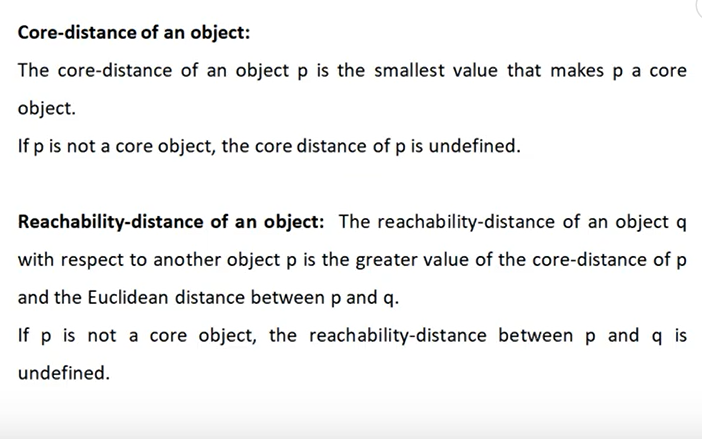 Core-distance of an object:
The core-distance of an object p is the smallest value that makes p a core
object.
If p is not a core object, the core distance of p is undefined.
Reachability-distance of an object: The reachability-distance of an object q
with respect to another object p is the greater value of the core-distance of p
and the Euclidean distance between p and q.
If p is not a core object, the reachability-distance between p and q is
undefined.